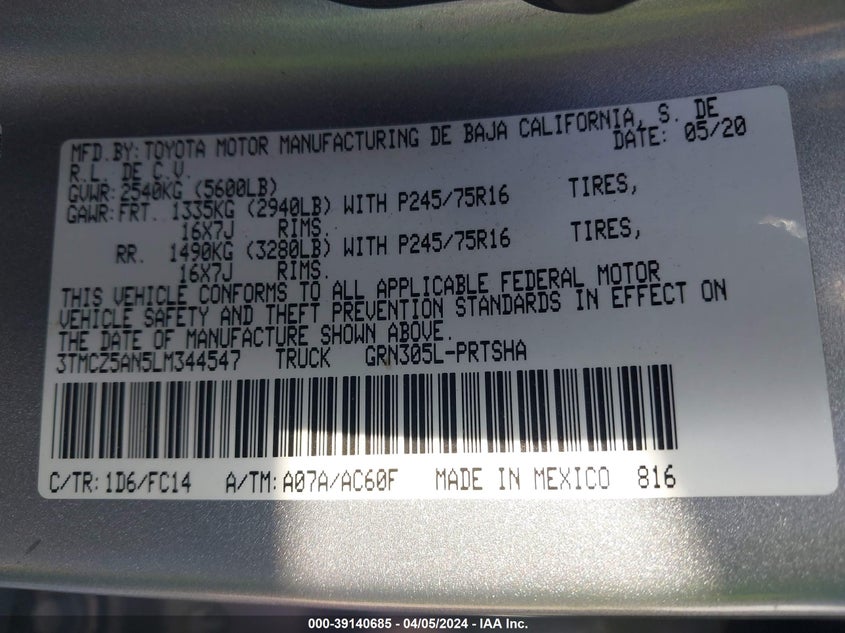 MFD.BY: TOYOTA MOTOR MANUFACTURING DE BAJA CALIFORNIA, S. DE
R.L. DE C.V. DATE: 05/20
GVWR: 2540KG (5600LB)
GAWR: FRT. 1335KG (2940LB) WITH P245/75R16 TIRES,
16X7J RIMS.
RR. 1490KG (3280LB) WITH P245/75R16 TIRES,
16X7J RIMS.
THIS VEHICLE CONFORMS TO ALL APPLICABLE FEDERAL MOTOR
VEHICLE SAFETY AND THEFT PREVENTION STANDARDS IN EFFECT ON
THE DATE OF MANUFACTURE SHOWN ABOVE.
3TMCZ5AN5LM344547 TRUCK GRN305L-PRTSHA
C/TR: 1D6/FC14 A/TM: A07A/AC60F MADE IN MEXICO 816
000-39140685 - 04/05/2024 - IAA Inc.